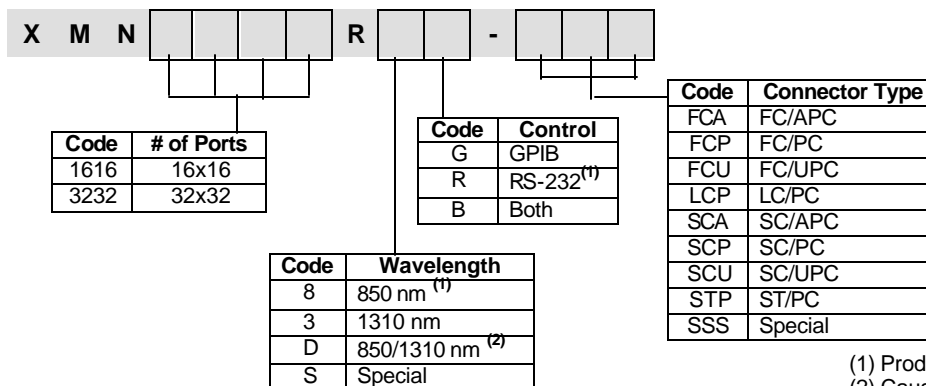 X M N R -
Code Connector Type
FCA FC/APC
FCP FC/PC
FCU FC/UPC
LCP LC/PC
SCA SC/APC
SCP SC/PC
SCU SC/UPC
STP ST/PC
SSS Special
Code Control
G GPIB
R RS-232(1)
B Both
Code # of Ports
1616 16x16
3232 32x32
Code Wavelength
8 850 nm (1)
3 1310 nm
D 850/1310 nm (2)
S Special
(1)
(2)